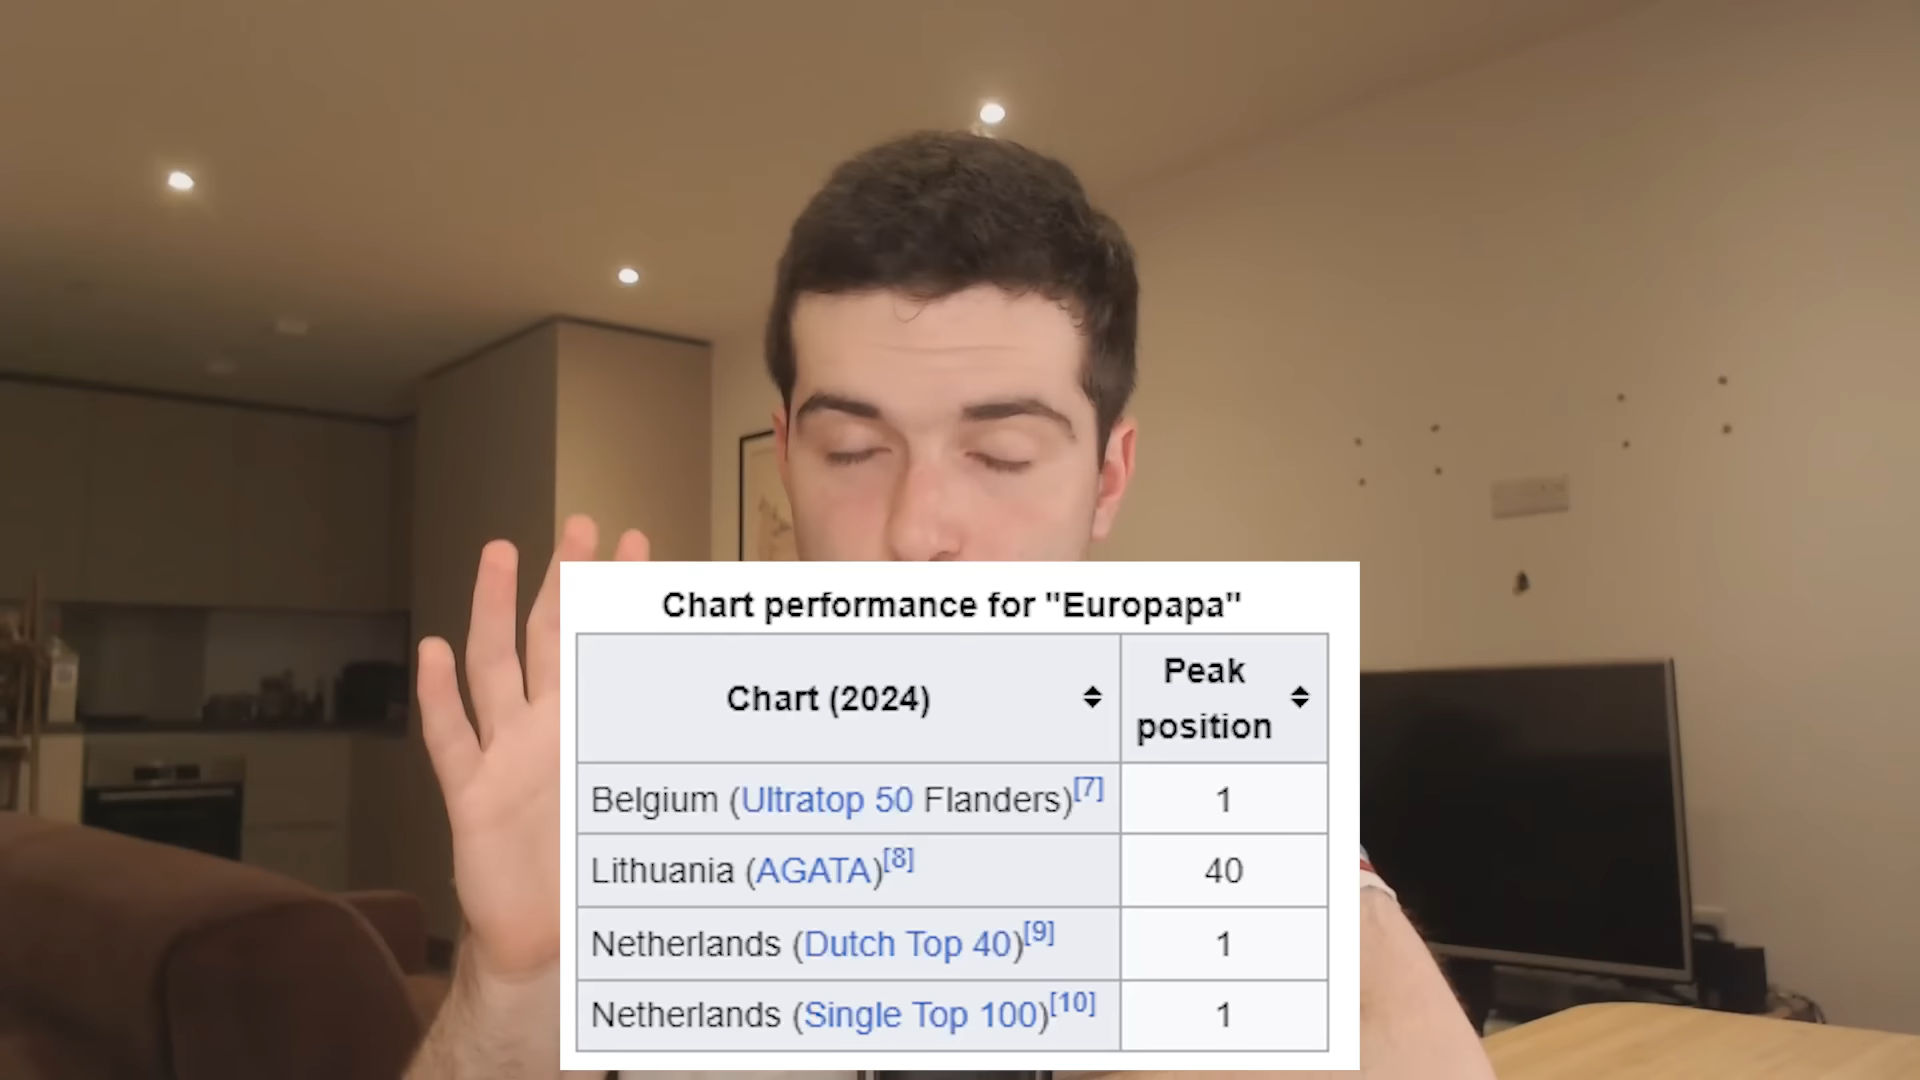 Chart performance for "Europapa"
Chart (2024)
Peak
position
Belgium (Ultratop 50 Flanders)[7]
1
Lithuania (AGATA)[8]
40
Netherlands (Dutch Top 40)[9]
1
Netherlands (Single Top 100)[10]
1